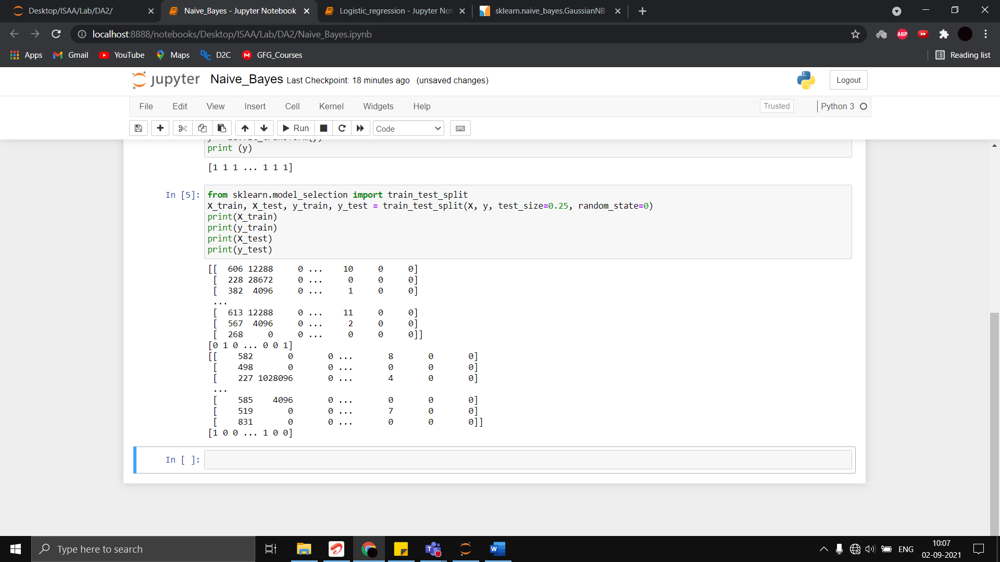 Desktop/ISAA/Lab/DA2/
Naive_Bayes - Jupyter Notebook
Logistic_regression - Jupyter Not
sklearn.naive_bayes.GaussianNB
localhost:8888/notebooks/Desktop/ISAA/Lab/DA2/Naive_Bayes.ipynb
ABP
Apps Gmail YouTube Maps D2C GFG_Courses Reading list
jupyter Naive_Bayes Last Checkpoint: 18 minutes ago (unsaved changes) Logout
File Edit View Insert Cell Kernel Widgets Help Trusted Python 3
Run Code
print (y)
[1 1 1 ... 1 1 1]
In [5]: from sklearn.model_selection import train_test_split
X_train, X_test, y_train, y_test = train_test_split(X, y, test_size=0.25, random_state=0)
print(X_train)
print(y_train)
print(X_test)
print(y_test)
[[ 606 12288 0 ... 10 0 0]
[ 228 28672 0 ... 0 0 0]
[ 382 4096 0 ... 1 0 0]
...
[ 613 12288 0 ... 11 0 0]
[ 567 4096 0 ... 2 0 0]
[ 268 0 0 ... 0 0 0]]
[0 1 0 ... 0 0 1]
[[ 582 0 0 ... 8 0 0]
[ 498 0 0 ... 0 0 0]
[ 227 1028096 0 ... 4 0 0]
...
[ 585 4096 0 ... 0 0 0]
[ 519 0 0 ... 7 0 0]
[ 831 0 0 ... 0 0 0]]
[1 0 0 ... 1 0 0]
In [ ]:
Type here to search
ENG
10:07
02-09-2021